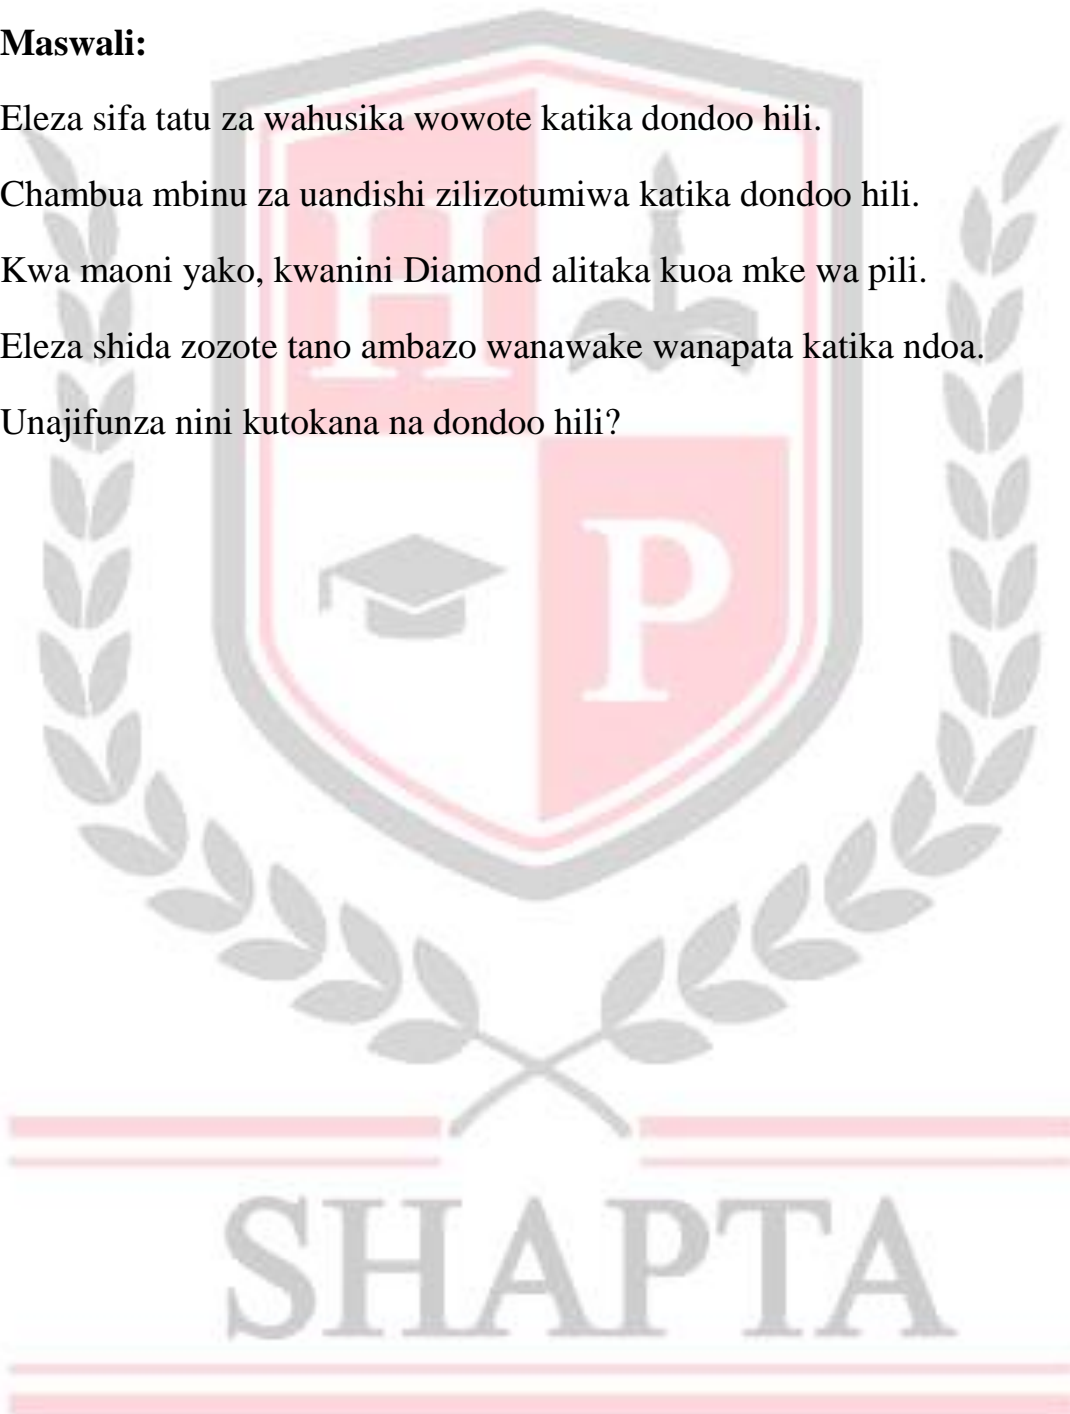 Maswali:
Eleza sifa tatu za wahusika wowote katika dondoo hili.
Chambua mbinu za uandishi zilizotumiwa katika dondoo hili.
Kwa maoni yako, kwanini Diamond alitaka kuoa mke wa pili.
Eleza shida zozote tano ambazo wanawake wanapata katika ndoa.
Unajifunza nini kutokana na dondoo hili?
H
P
SHAPTA